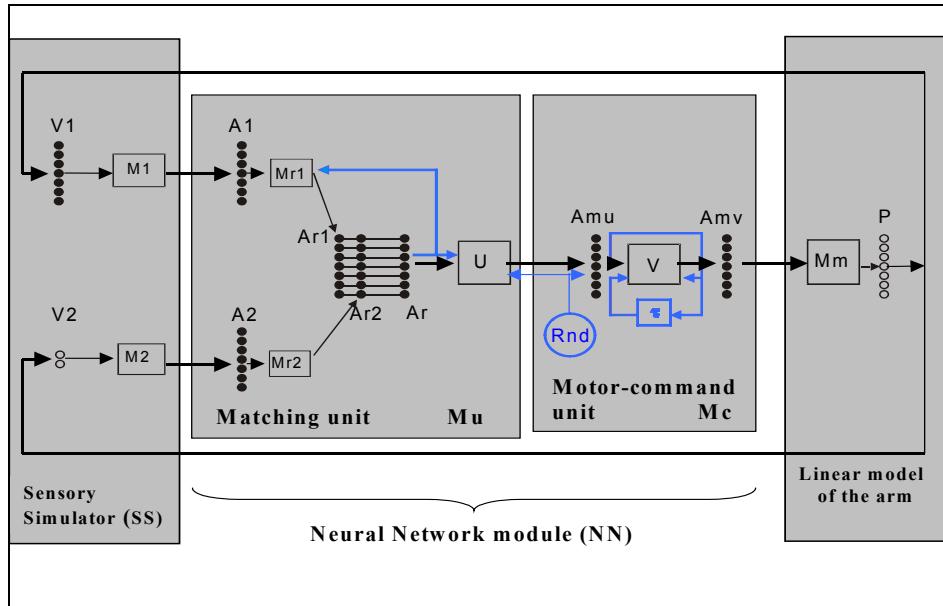 V1
M1
A1
Mr1
Ar1
Ar2
Ar
U
Amu
V
Amv
Rnd
Mm
P
V2
M2
A2
Mr2
Matching unit Mu
Motor-command
unit Mc
Sensory
Simulator (SS)
Linear model
of the arm
Neural Network module (NN)